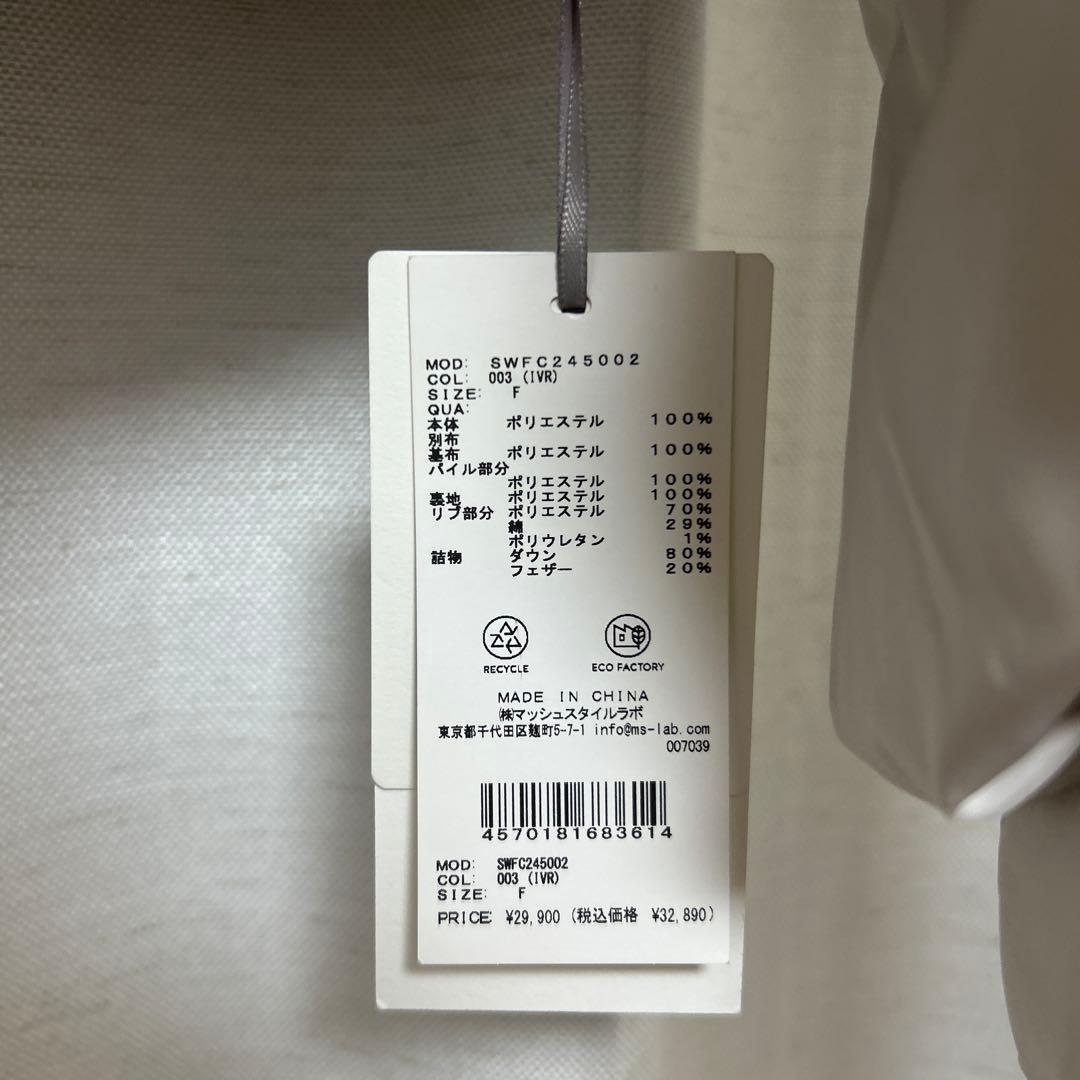 MOD: SWFC245002
COL: 003 (IVR)
SIZE: F
QUA:
本体 ポリエステル 100%
別布
基布 ポリエステル 100%
パイル部分
ポリエステル 100%
裏地 ポリエステル 100%
リブ部分 ポリエステル 70%
綿 29%
ポリウレタン 1%
詰物 ダウン 80%
フェザー 20%
RECYCLE ECO FACTORY
MADE IN CHINA
㈱マッシュスタイルラボ
東京都千代田区麹町5-7-1 info@ms-lab.com
007039
4570181683614
MOD: SWFC245002
COL: 003 (IVR)
SIZE: F
PRICE: ¥29,900 (税込価格 ¥32,890)